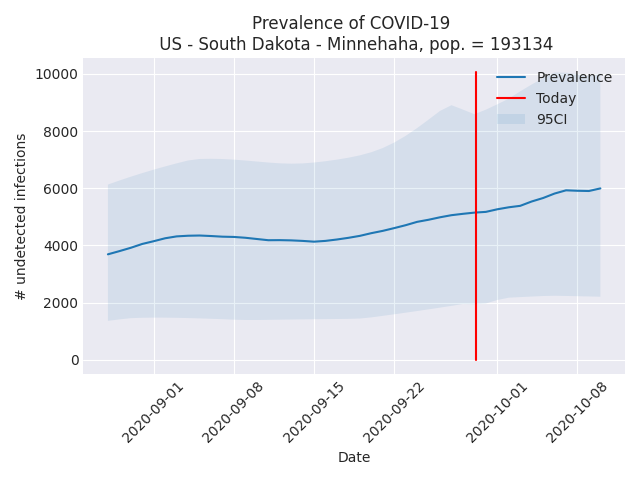 Prevalence of COVID-19
US - South Dakota - Minnehaha, pop. = 193134
Prevalence
Today
95CI
# undetected infections
10000
8000
6000
4000
2000
0
2020-09-01
2020-09-08
2020-09-15
2020-09-22
2020-10-01
2020-10-08
Date